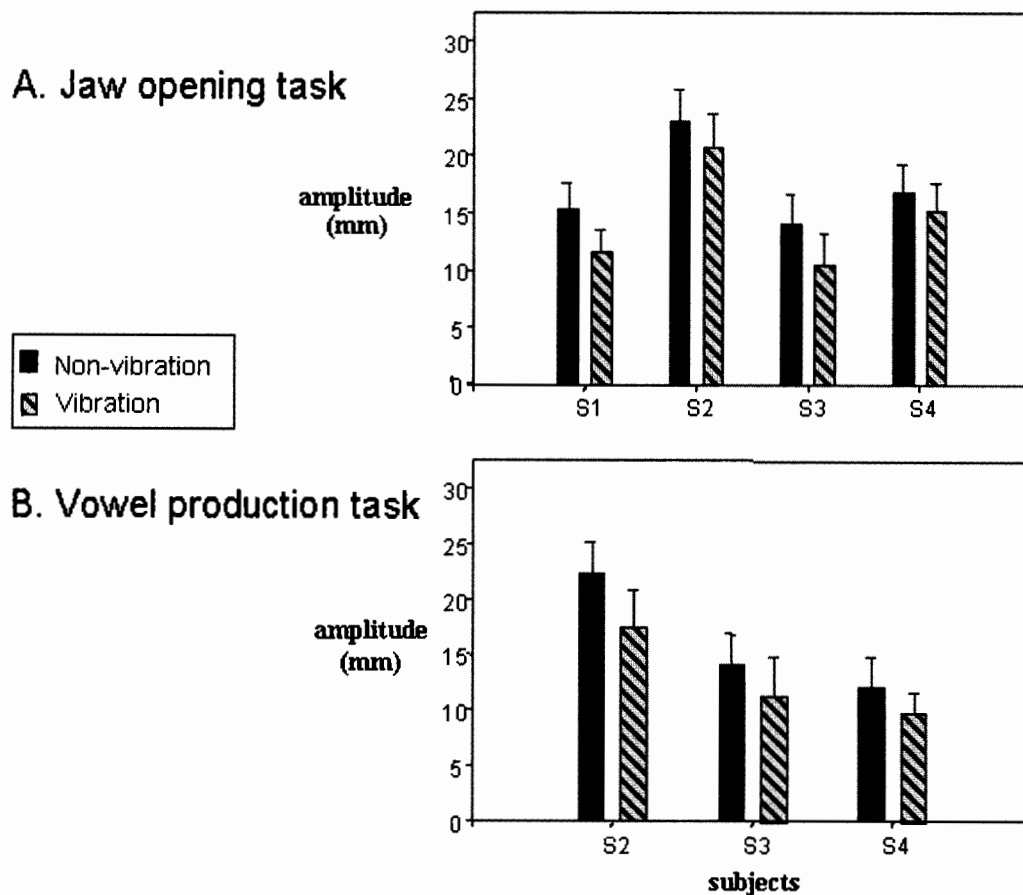 A. Jaw opening task
amplitude
(mm)
30
25
20
15
10
5
0
S1 S2 S3 S4
Non-vibration
Vibration
B. Vowel production task
amplitude
(mm)
30
25
20
15
10
5
0
S2 S3 S4
subjects